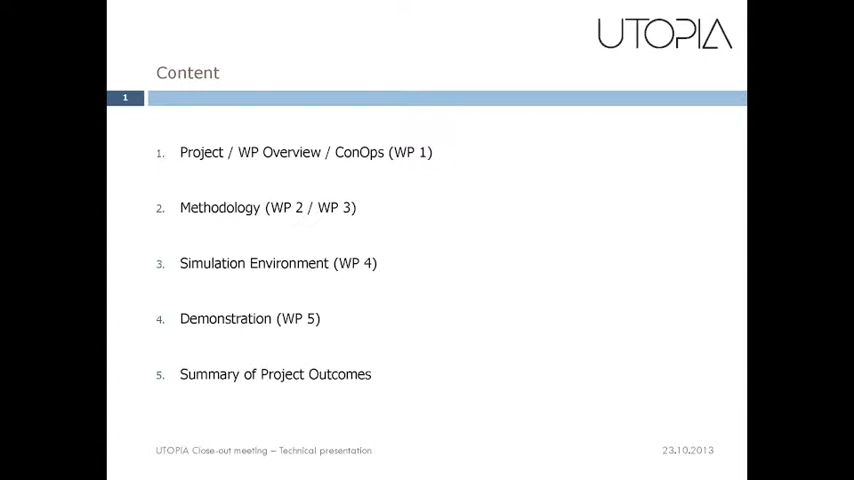 UTOPIA
Content
1
1. Project / WP Overview / ConOps (WP 1)
2. Methodology (WP 2 / WP 3)
3. Simulation Environment (WP 4)
4. Demonstration (WP 5)
5. Summary of Project Outcomes
UTOPIA Close-out meeting – Technical presentation
23.10.2013